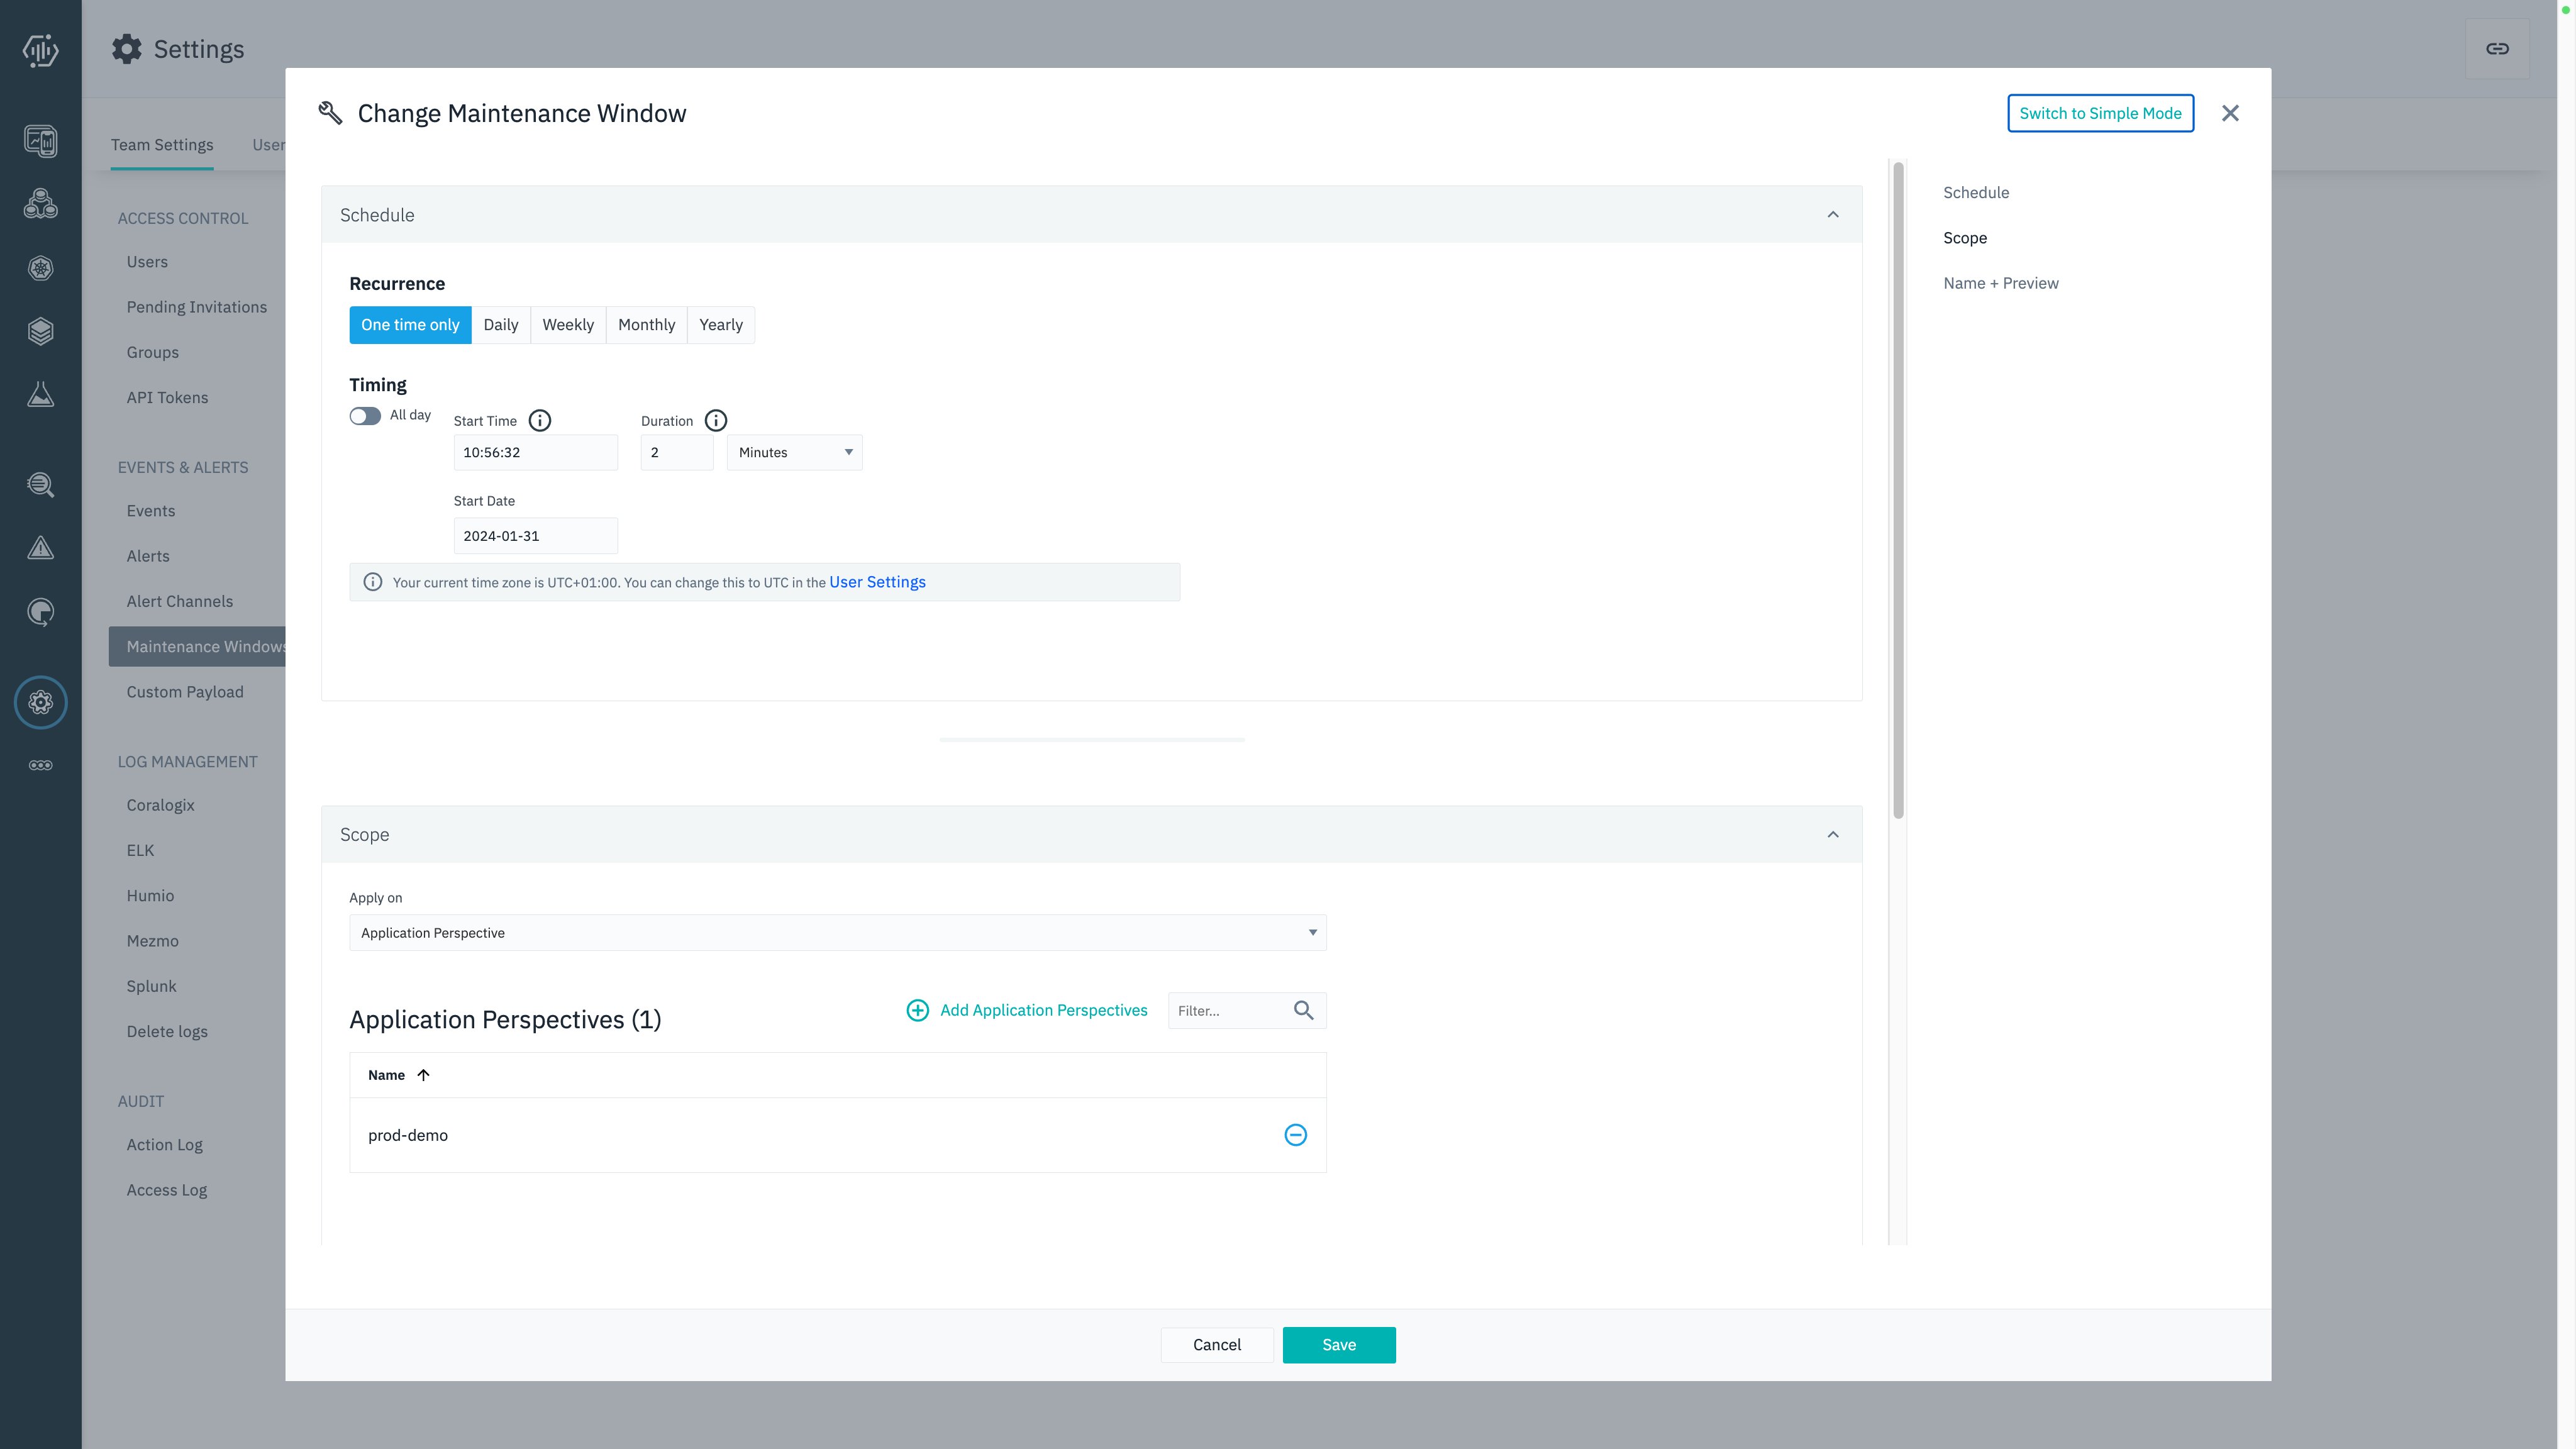 Settings
Team Settings
User
ACCESS CONTROL
Users
Pending Invitations
Groups
API Tokens
EVENTS & ALERTS
Events
Alerts
Alert Channels
Maintenance Windows
Custom Payload
LOG MANAGEMENT
Coralogix
ELK
Humio
Mezmo
Splunk
Delete logs
AUDIT
Action Log
Access Log
Change Maintenance Window
Switch to Simple Mode
Schedule
Recurrence
One time only Daily Weekly Monthly Yearly
Timing
All day
Start Time
Duration
10:56:32
2
Minutes
Start Date
2024-01-31
Your current time zone is UTC+01:00. You can change this to UTC in the User Settings
Scope
Apply on
Application Perspective
Application Perspectives (1)
Add Application Perspectives
Filter...
Name
prod-demo
Schedule
Scope
Name + Preview
Cancel
Save